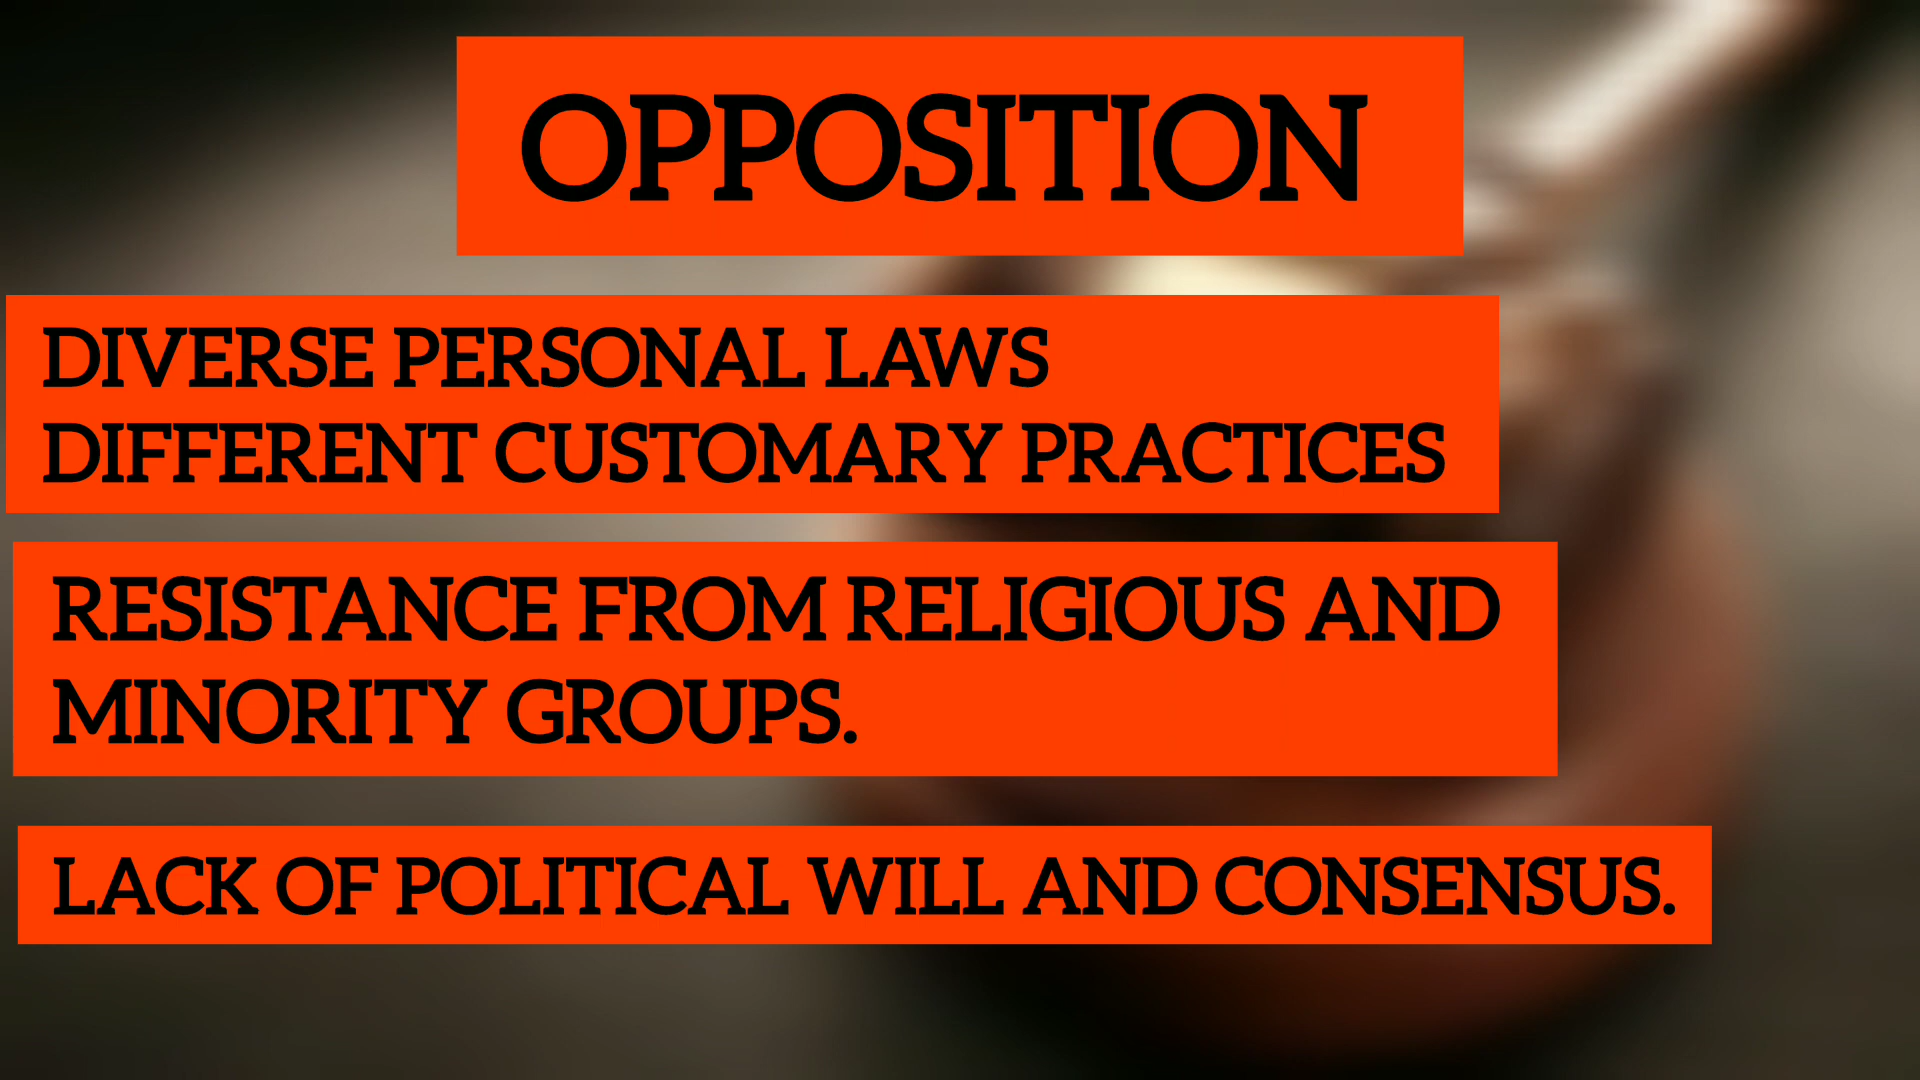 OPPOSITION
DIVERSE PERSONAL LAWS
DIFFERENT CUSTOMARY PRACTICES
RESISTANCE FROM RELIGIOUS AND
MINORITY GROUPS.
LACK OF POLITICAL WILL AND CONSENSUS.